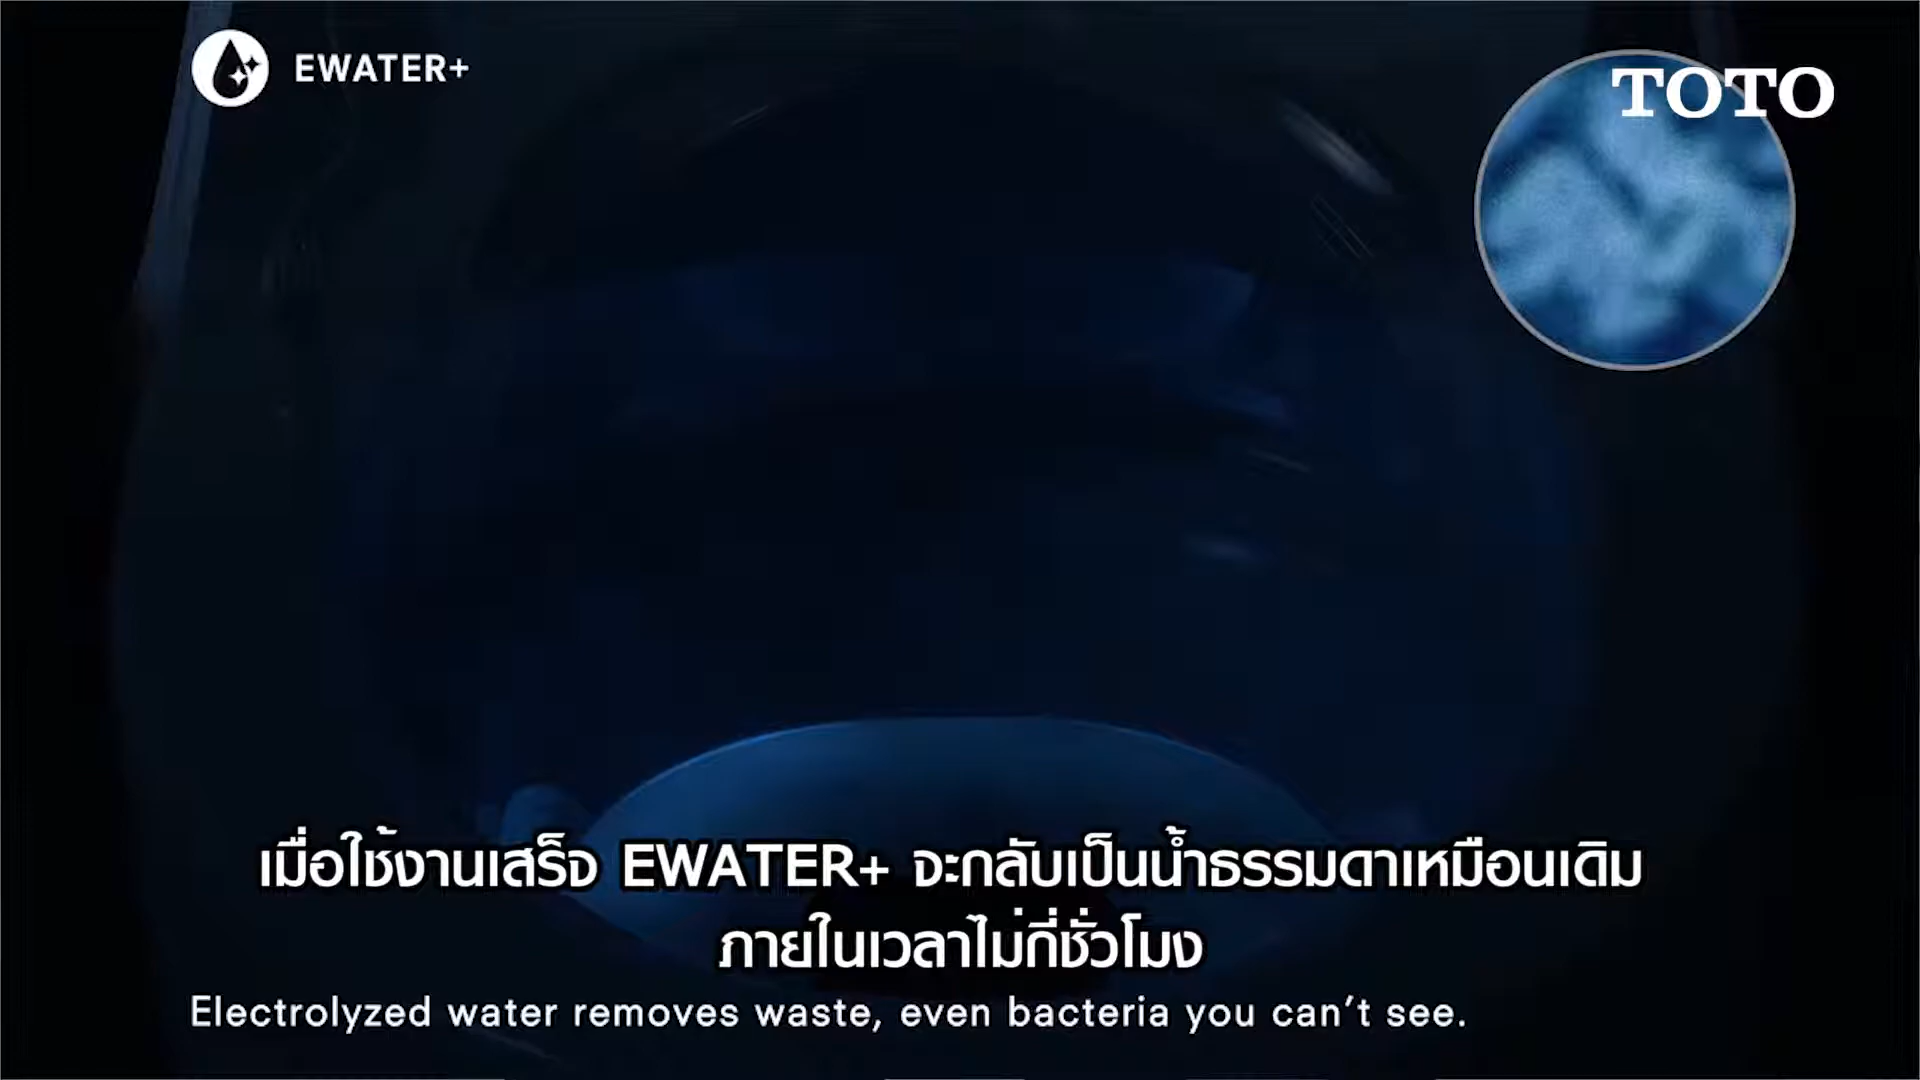 EWATER+
TOTO
เมื่อใช้งานเสร็จ EWATER+ จะกลับเป็นน้ำธรรมดาเหมือนเดิม
ภายในเวลาไม่กี่ชั่วโมง
Electrolyzed water removes waste, even bacteria you can't see.